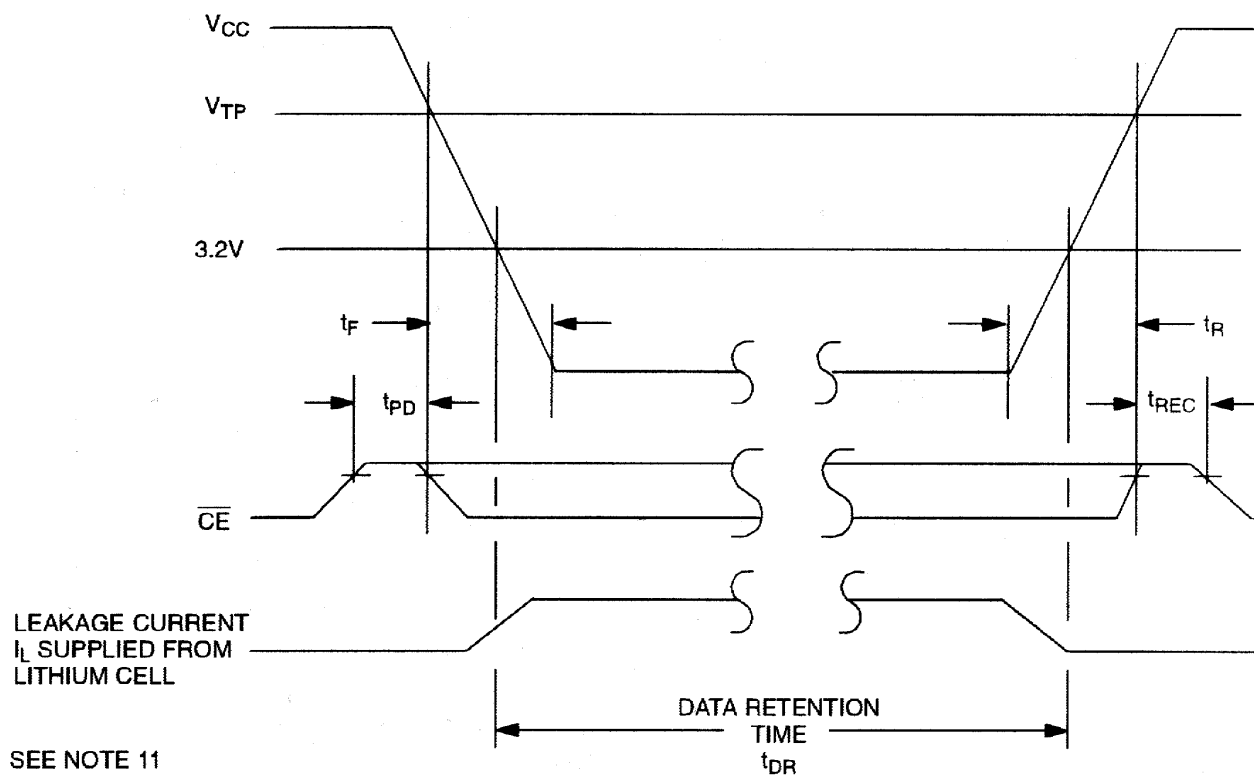 VCC
VTP
3.2V
tF
tR
tPD
tREC
CE
LEAKAGE CURRENT
IL SUPPLIED FROM
LITHIUM CELL
DATA RETENTION
TIME
tDR
SEE NOTE 11